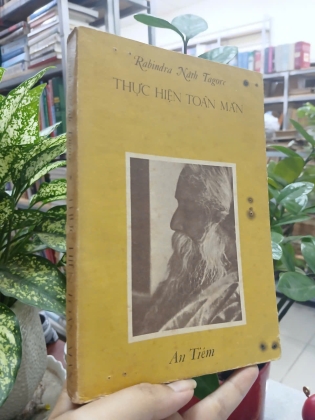 Rabindra Nath Tagore
THỰC HIỆN TOÀN MÃN
An Tiêm